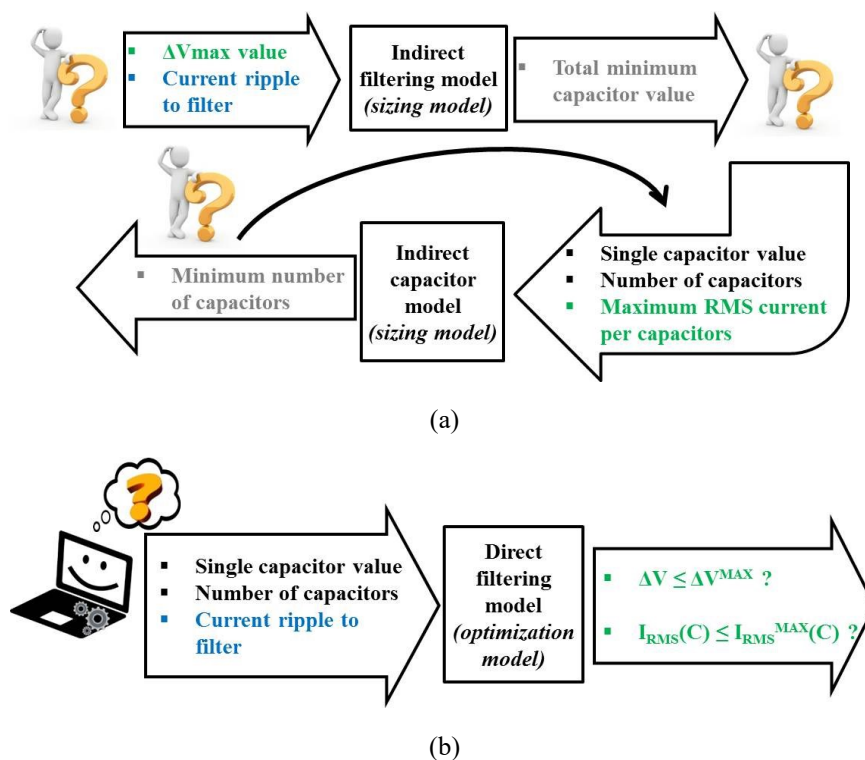 ▪ ΔVmax value
▪ Current ripple
to filter
Indirect
filtering model
(sizing model)
▪ Total minimum
capacitor value
▪ Minimum number
of capacitors
Indirect
capacitor
model
(sizing model)
▪ Single capacitor value
▪ Number of capacitors
▪ Maximum RMS current
per capacitors
(a)
▪ Single capacitor value
▪ Number of capacitors
▪ Current ripple to
filter
Direct
filtering
model
(optimization
model)
▪ ΔV ≤ ΔV^MAX ?
▪ I_RMS(C) ≤ I_RMS^MAX(C) ?
(b)